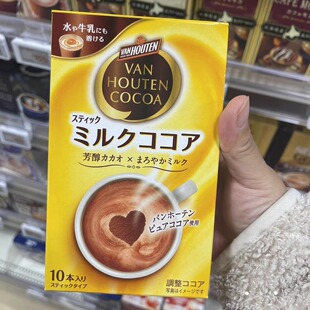 水や牛乳にも
溶ける
VAN HOUTEN
VAN
HOUTEN
COCOA
スティック
ミルクココア
芳醇カカオ×まろやかミルク
バンホーテン
ピュアココア使用
10本入り
スティックタイプ
調整ココア
写真はイメージです